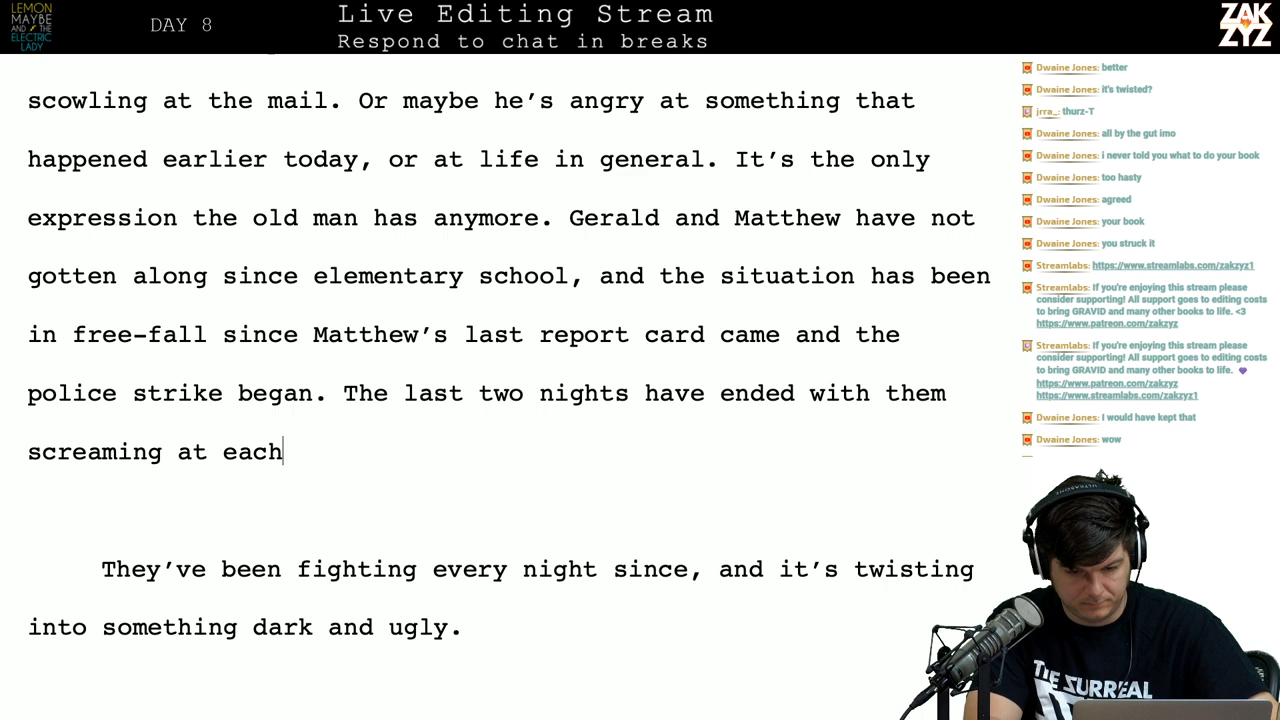 LEMON
MAYBE
AND THE
ELECTRIC
LADY
DAY 8
Live Editing Stream
Respond to chat in breaks
ZAK
ZYZ
scowling at the mail. Or maybe he’s angry at something that
happened earlier today, or at life in general. It’s the only
expression the old man has anymore. Gerald and Matthew have not
gotten along since elementary school, and the situation has been
in free-fall since Matthew’s last report card came and the
police strike began. The last two nights have ended with them
screaming at each
They’ve been fighting every night since, and it’s twisting
into something dark and ugly.
Dwaine Jones: better
Dwaine Jones: it's twisted?
jrra_: thurz-T
Dwaine Jones: all by the gut imo
Dwaine Jones: i never told you what to do your book
Dwaine Jones: too hasty
Dwaine Jones: agreed
Dwaine Jones: your book
Dwaine Jones: you struck it
Streamlabs: https://www.streamlabs.com/zakzyz1
Streamlabs: If you're enjoying this stream please
consider supporting! All support goes to editing costs
to bring GRAVID and many other books to life. <3
https://www.patreon.com/zakzyz
Streamlabs: If you're enjoying this stream please
consider supporting! All support goes to editing costs
to bring GRAVID and many other books to life. 💜
https://www.patreon.com/zakzyz
https://www.streamlabs.com/zakzyz1
Dwaine Jones: I would have kept that
Dwaine Jones: wow
ULTRASONE
THE SURREAL